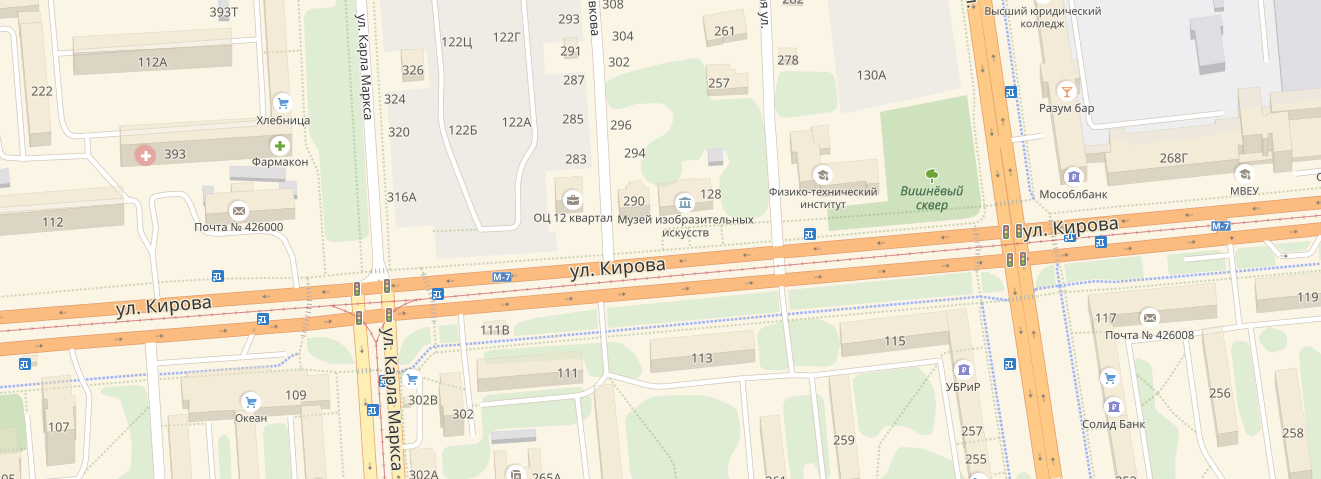 393Т
112А
222
Хлебница
393
Фармакон
112
Почта № 426000
ул. Карла Маркса
326
324
320
316А
122Ц
122Г
122Б
122А
293
291
287
285
283
308
304
302
296
294
290
ОЦ 12 квартал
261
257
128
Музей изобразительных
искусств
278
130А
Физико-технический
институт
Вишнёвый
сквер
Высший юридический
колледж
Разум бар
Мособлбанк
268Г
МВЕУ
ул. Кирова
М-7
ул. Кирова
М-7
ул. Кирова
ул. Карла Маркса
111В
111
113
115
117
119
Почта № 426008
107
109
Океан
302В
302
302А
265А
УБРиР
259
257
255
Солид Банк
256
258